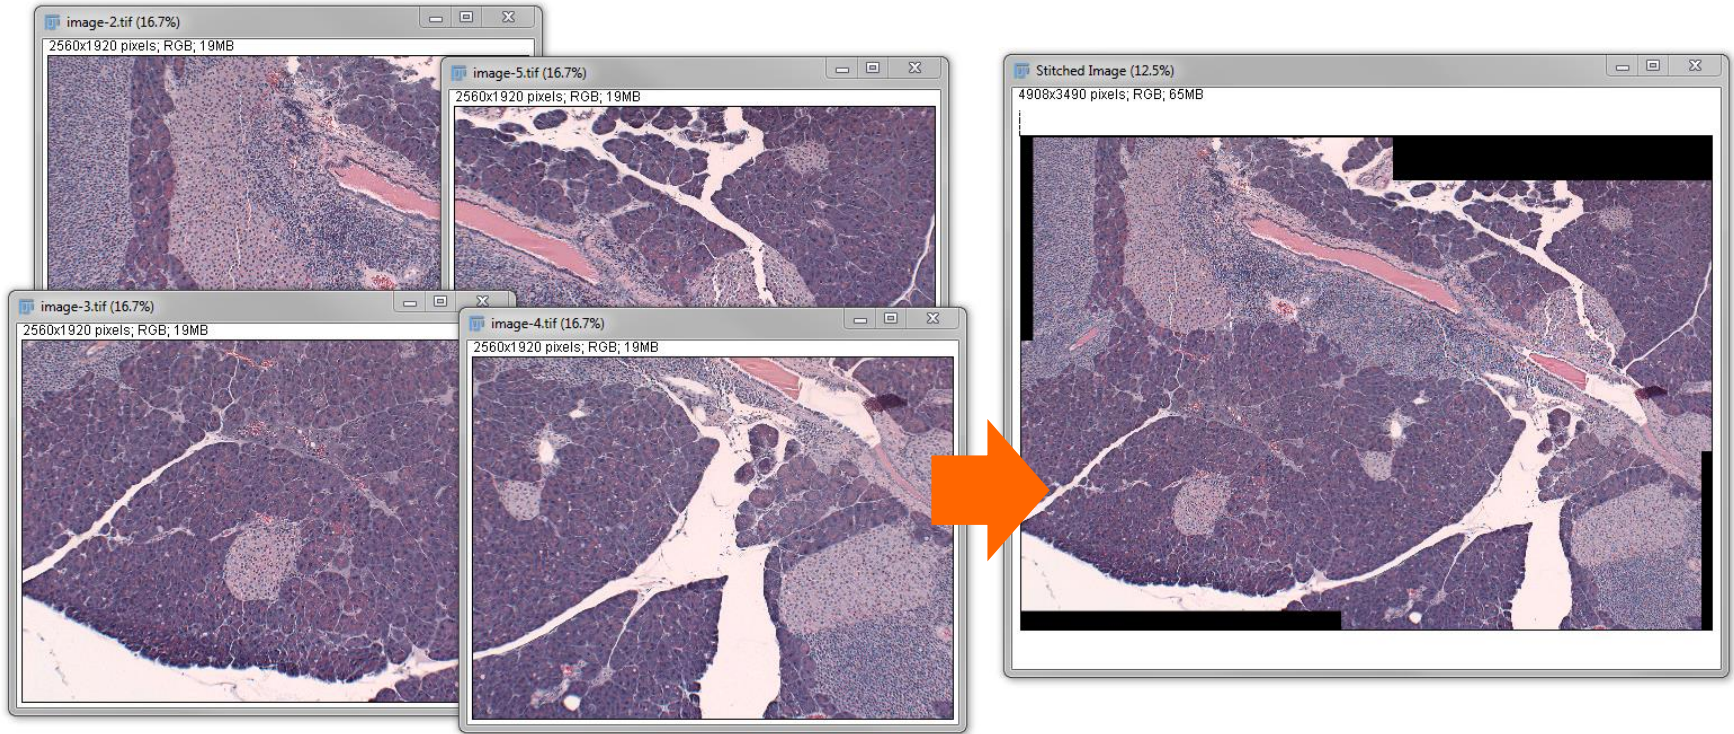 image-2.tif (16.7%)
2560x1920 pixels; RGB; 19MB
image-5.tif (16.7%)
2560x1920 pixels; RGB; 19MB
Stitched Image (12.5%)
4908x3490 pixels; RGB; 65MB
image-3.tif (16.7%)
2560x1920 pixels; RGB; 19MB
image-4.tif (16.7%)
2560x1920 pixels; RGB; 19MB